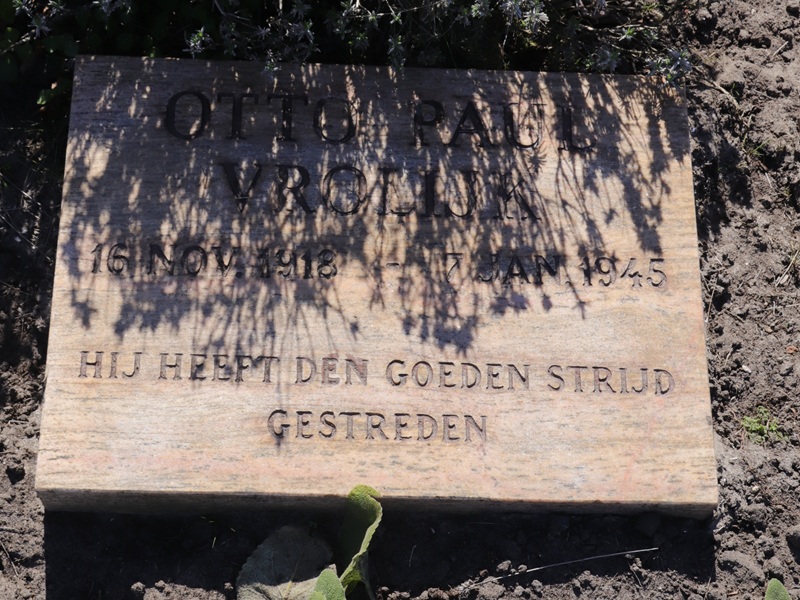 OTTO PAUL
VROLIJK
16 NOV. 1918 - 7 JAN. 1945
HIJ HEEFT DEN GOEDEN STRIJD
GESTREDEN